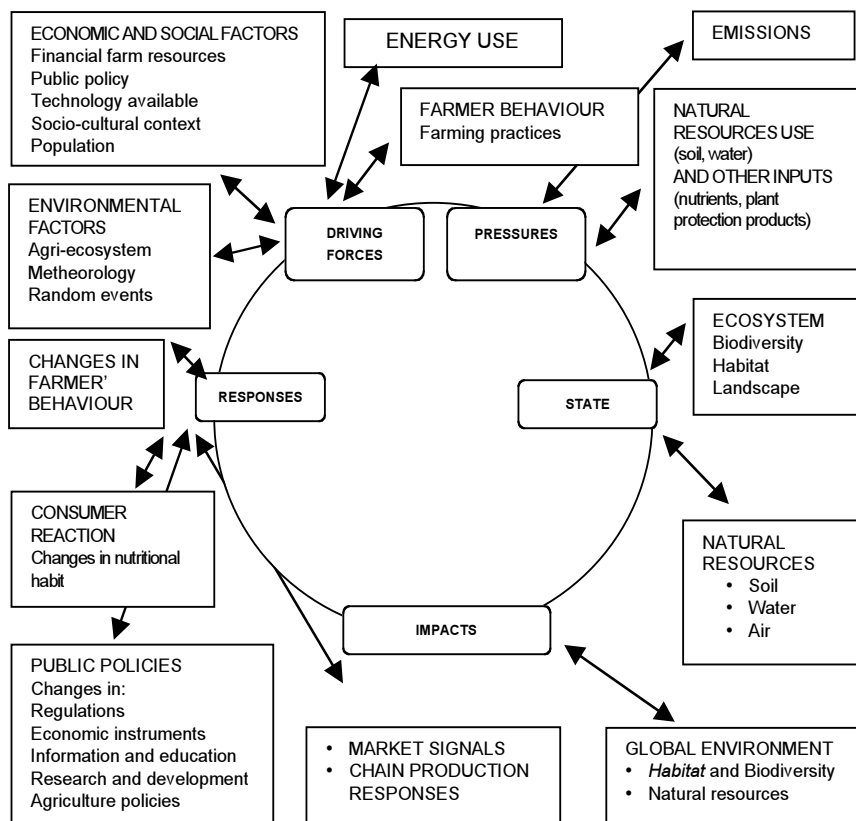 ECONOMIC AND SOCIAL FACTORS
Financial farm resources
Public policy
Technology available
Socio-cultural context
Population
ENERGY USE
EMISSIONS
FARMER BEHAVIOUR
Farming practices
NATURAL
RESOURCES USE
(soil, water)
AND OTHER INPUTS
(nutrients, plant
protection products)
ENVIRONMENTAL
FACTORS
Agri-ecosystem
Metheorology
Random events
DRIVING
FORCES
PRESSURES
ECOSYSTEM
Biodiversity
Habitat
Landscape
CHANGES IN
FARMER’
BEHAVIOUR
RESPONSES
STATE
CONSUMER
REACTION
Changes in nutritional
habit
NATURAL
RESOURCES
• Soil
• Water
• Air
IMPACTS
PUBLIC POLICIES
Changes in:
Regulations
Economic instruments
Information and education
Research and development
Agriculture policies
• MARKET SIGNALS
• CHAIN PRODUCTION
RESPONSES
GLOBAL ENVIRONMENT
• Habitat and Biodiversity
• Natural resources